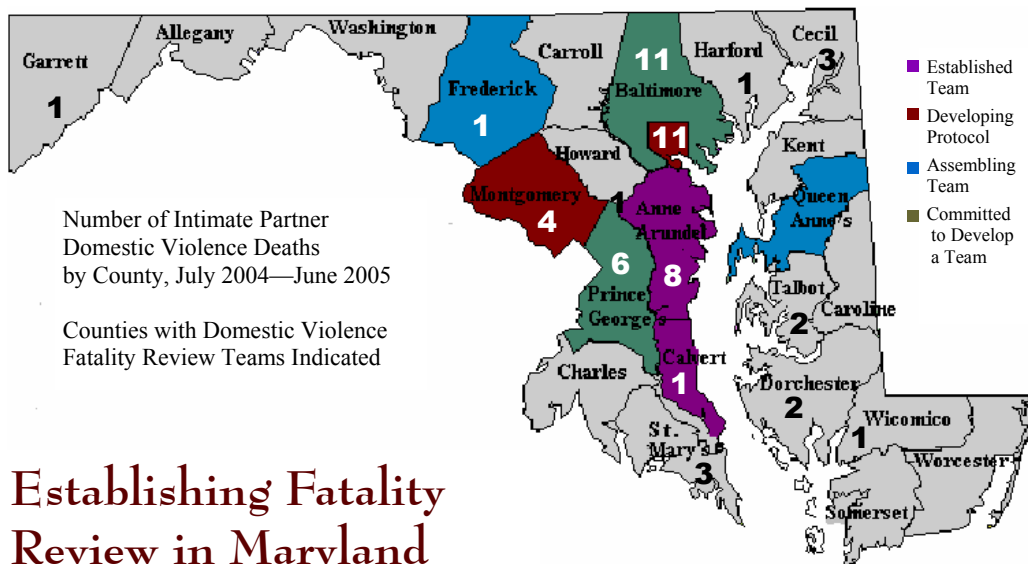 Garrett
1
Allegany
Washington
Frederick
1
Carroll
11
Baltimore
11
Harford
1
Cecil
3
Kent
Howard
1
Montgomery
4
Queen
Anne's
Anne
Arundel
8
6
Prince
George's
Talbot
2
Caroline
Charles
Calvert
1
Dorchester
2
St.
Mary's
3
Wicomico
1
Worcester
Somerset
Established
Team
Developing
Protocol
Assembling
Team
Committed
to Develop
a Team
Number of Intimate Partner
Domestic Violence Deaths
by County, July 2004—June 2005
Counties with Domestic Violence
Fatality Review Teams Indicated
Establishing Fatality
Review in Maryland